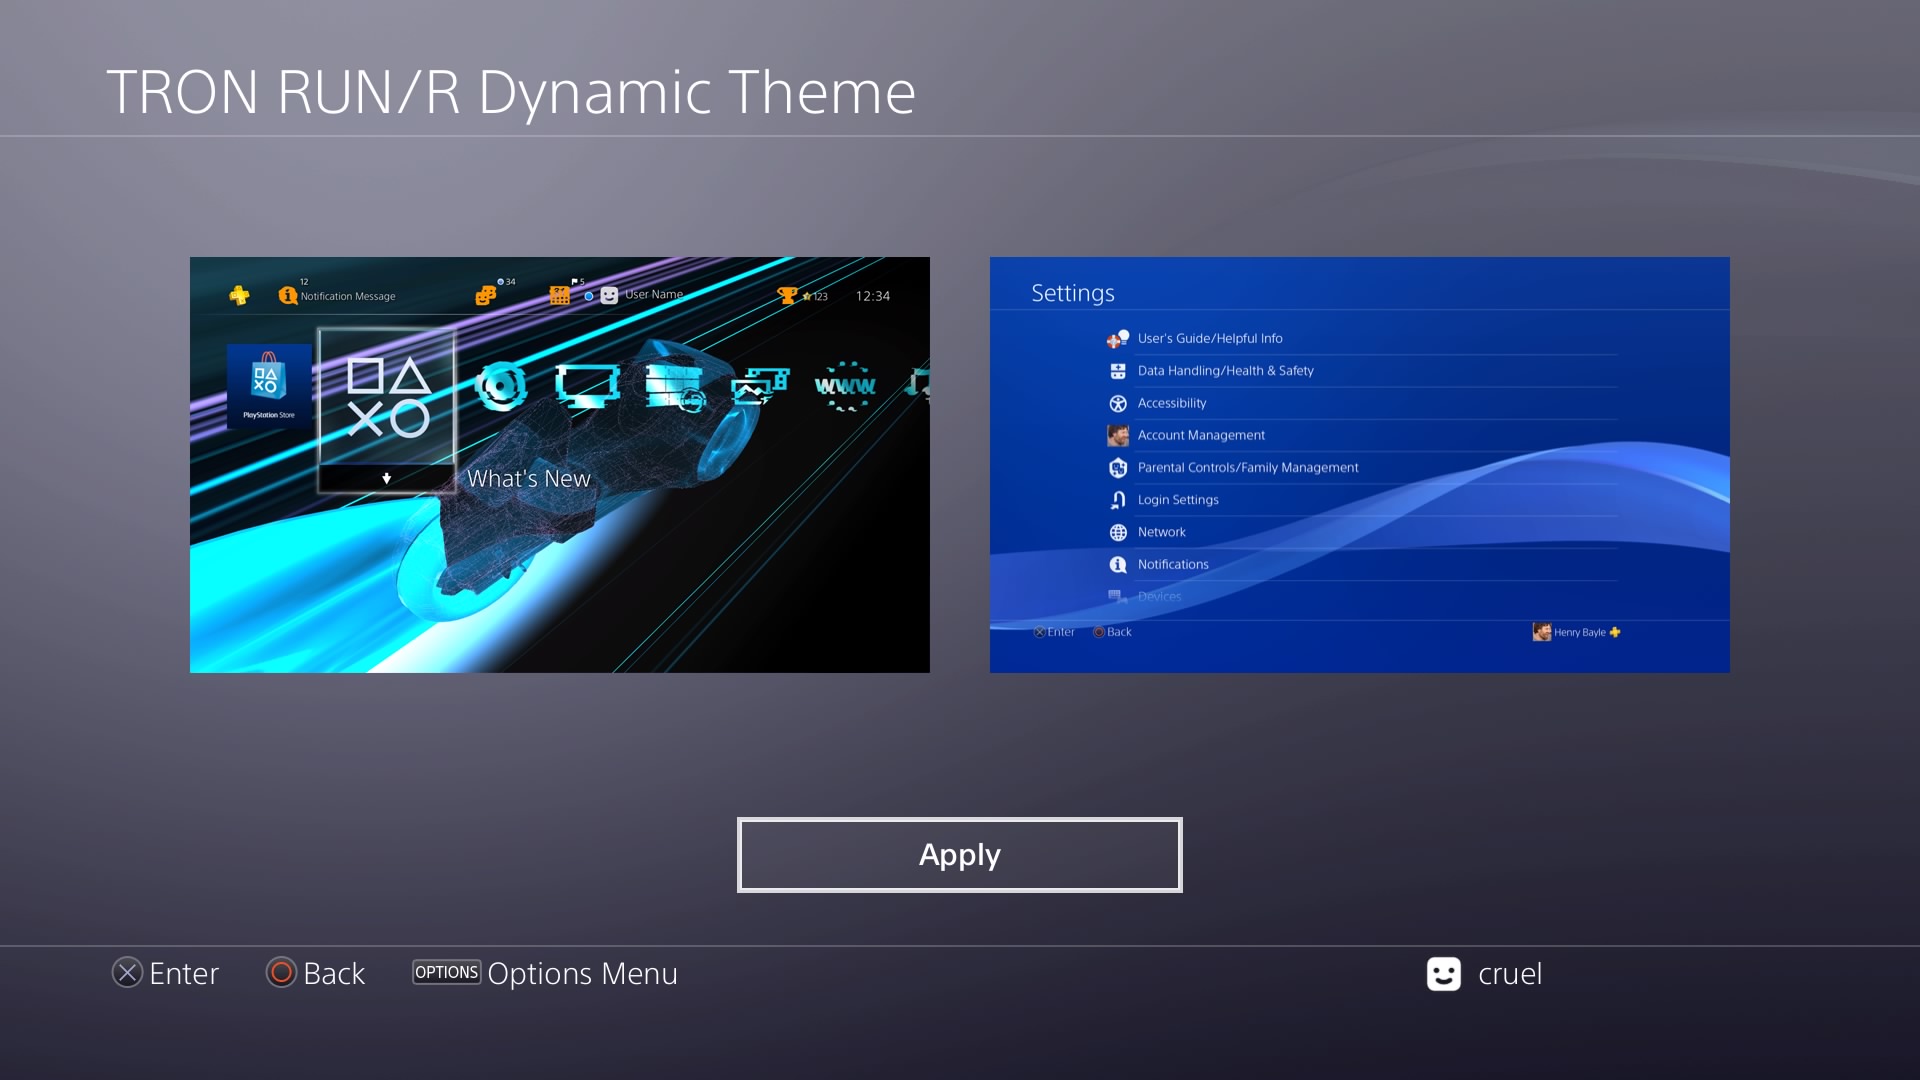 TRON RUN/R Dynamic Theme
12
Notification Message
34
5
User Name
123
12:34
PlayStation Store
www
What's New
Settings
User's Guide/Helpful Info
Data Handling/Health & Safety
Accessibility
Account Management
Parental Controls/Family Management
Login Settings
Network
Notifications
Devices
Enter
Back
Henry Bayle
Apply
Enter
Back
OPTIONS Options Menu
cruel